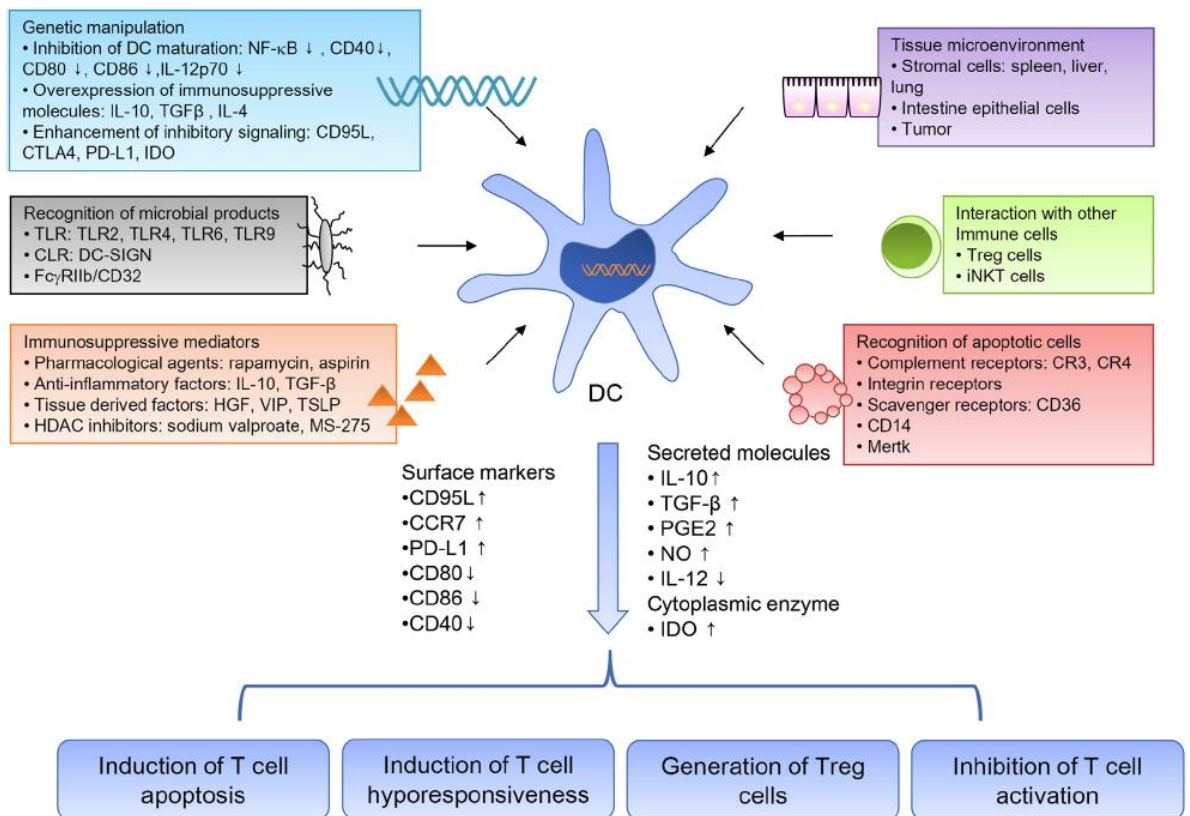 Genetic manipulation
• Inhibition of DC maturation: NF-κB ↓ , CD40↓,
CD80 ↓, CD86 ↓,IL-12p70 ↓
• Overexpression of immunosuppressive
molecules: IL-10, TGFβ , IL-4
• Enhancement of inhibitory signaling: CD95L,
CTLA4, PD-L1, IDO
Recognition of microbial products
• TLR: TLR2, TLR4, TLR6, TLR9
• CLR: DC-SIGN
• FcγRIIb/CD32
Immunosuppressive mediators
• Pharmacological agents: rapamycin, aspirin
• Anti-inflammatory factors: IL-10, TGF-β
• Tissue derived factors: HGF, VIP, TSLP
• HDAC inhibitors: sodium valproate, MS-275
Tissue microenvironment
• Stromal cells: spleen, liver,
lung
• Intestine epithelial cells
• Tumor
Interaction with other
Immune cells
• Treg cells
• iNKT cells
Recognition of apoptotic cells
• Complement receptors: CR3, CR4
• Integrin receptors
• Scavenger receptors: CD36
• CD14
• Mertk
DC
Surface markers
•CD95L↑
•CCR7 ↑
•PD-L1 ↑
•CD80↓
•CD86 ↓
•CD40↓
Secreted molecules
• IL-10↑
• TGF-β ↑
• PGE2 ↑
• NO ↑
• IL-12 ↓
Cytoplasmic enzyme
• IDO ↑
Induction of T cell
apoptosis
Induction of T cell
hyporesponsiveness
Generation of Treg
cells
Inhibition of T cell
activation